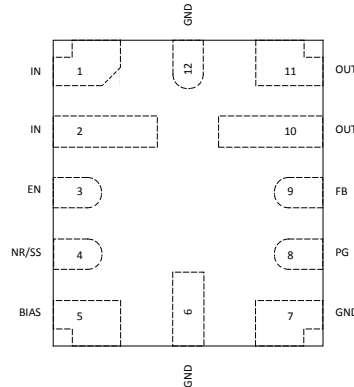 GND
IN 1 12 11 OUT
IN 2 10 OUT
EN 3 9 FB
NR/SS 4 8 PG
BIAS 5 6 7 GND
GND